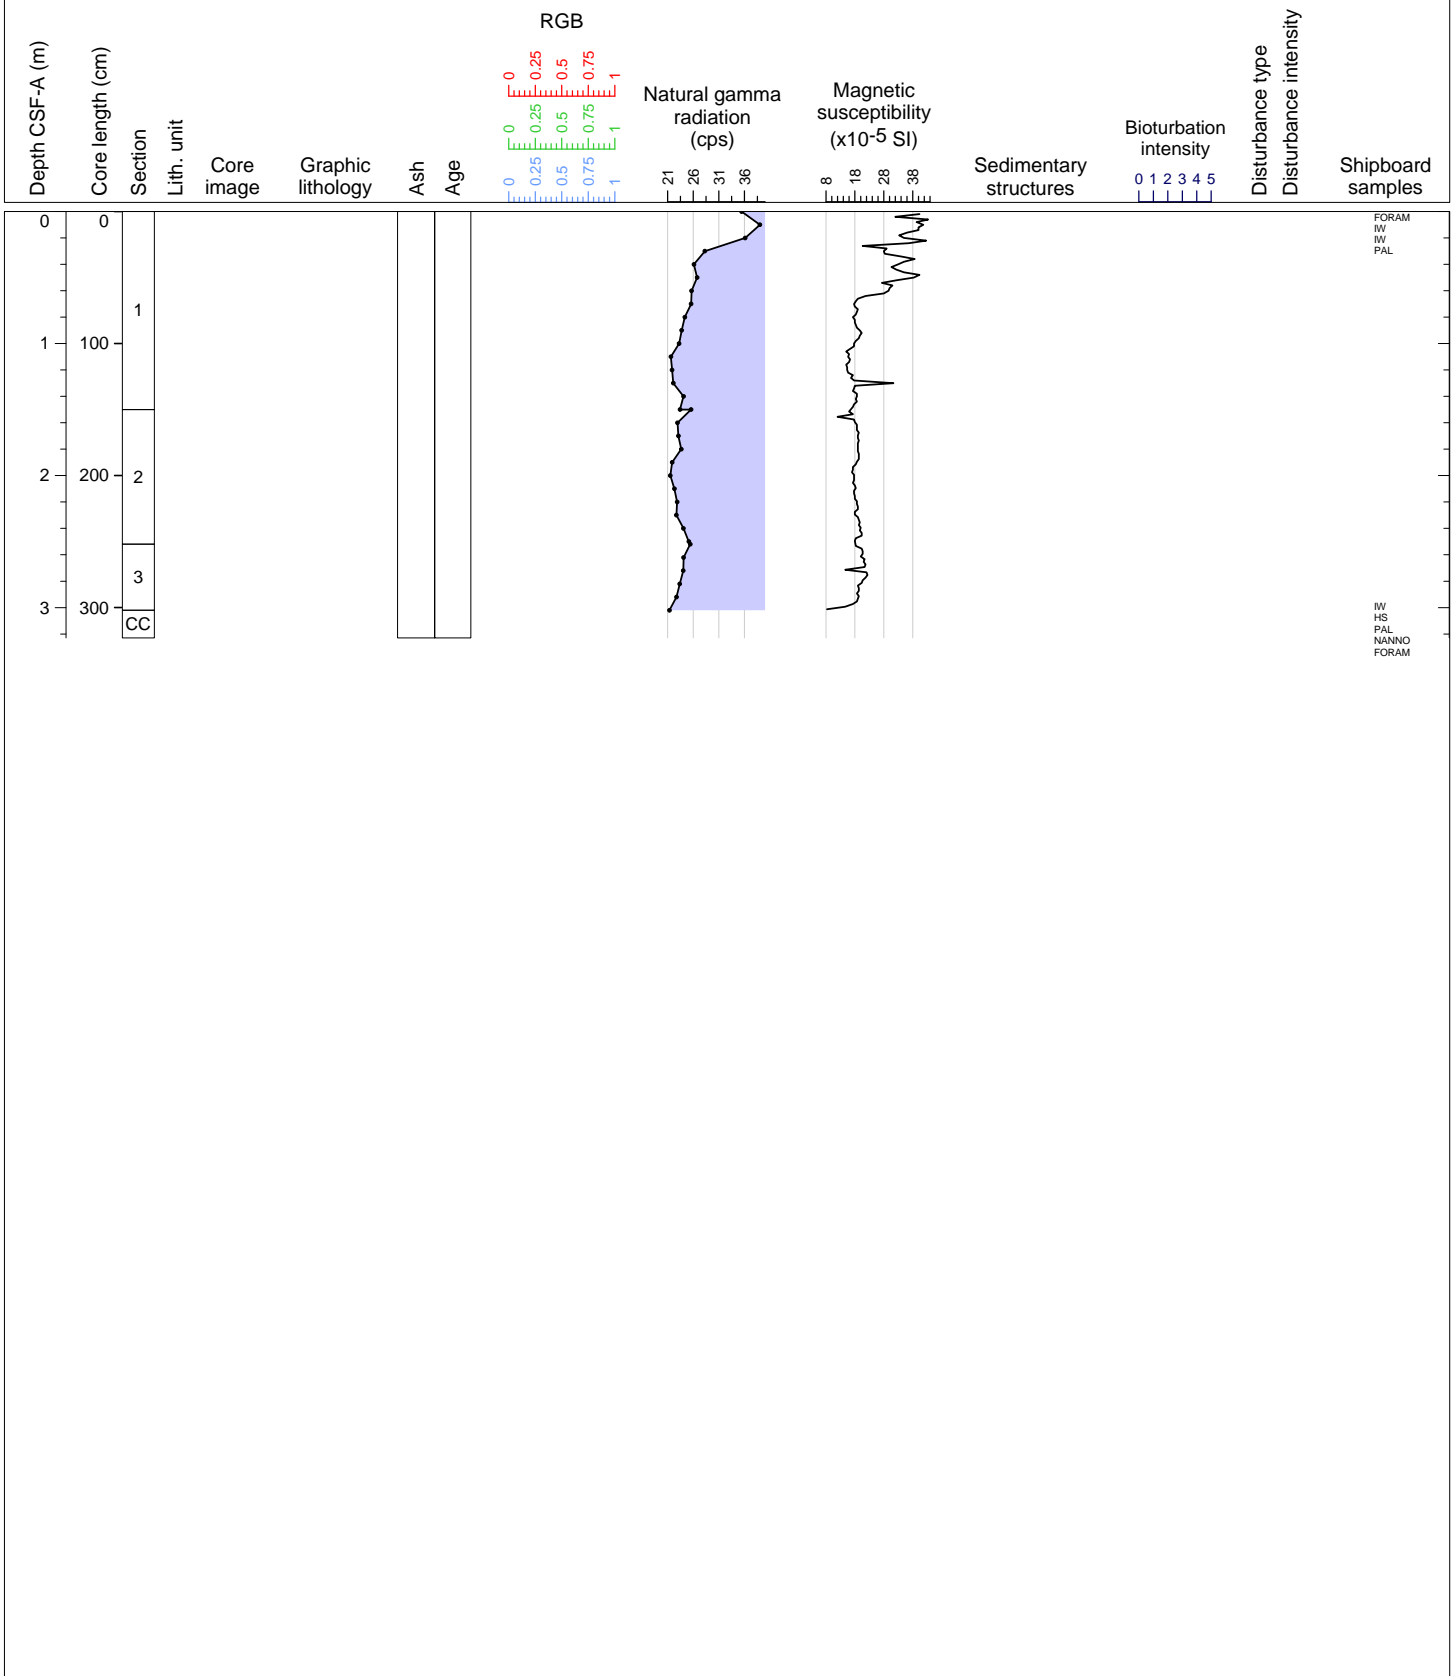 Depth CSF-A (m)
Core length (cm)
Section
Lith. unit
Core
image
Graphic
lithology
Ash
Age
RGB
0 0.25 0.5 0.75 1
0 0.25 0.5 0.75 1
0 0.25 0.5 0.75 1
Natural gamma
radiation
(cps)
21 26 31 36
Magnetic
susceptibility
(x10-5 SI)
8 18 28 38
Sedimentary
structures
Bioturbation
intensity
0 1 2 3 4 5
Disturbance type
Disturbance intensity
Shipboard
samples
0 0
1
1 100
2 200
2
3
3 300
CC
FORAM
IW
IW
PAL
IW
HS
PAL
NANNO
FORAM